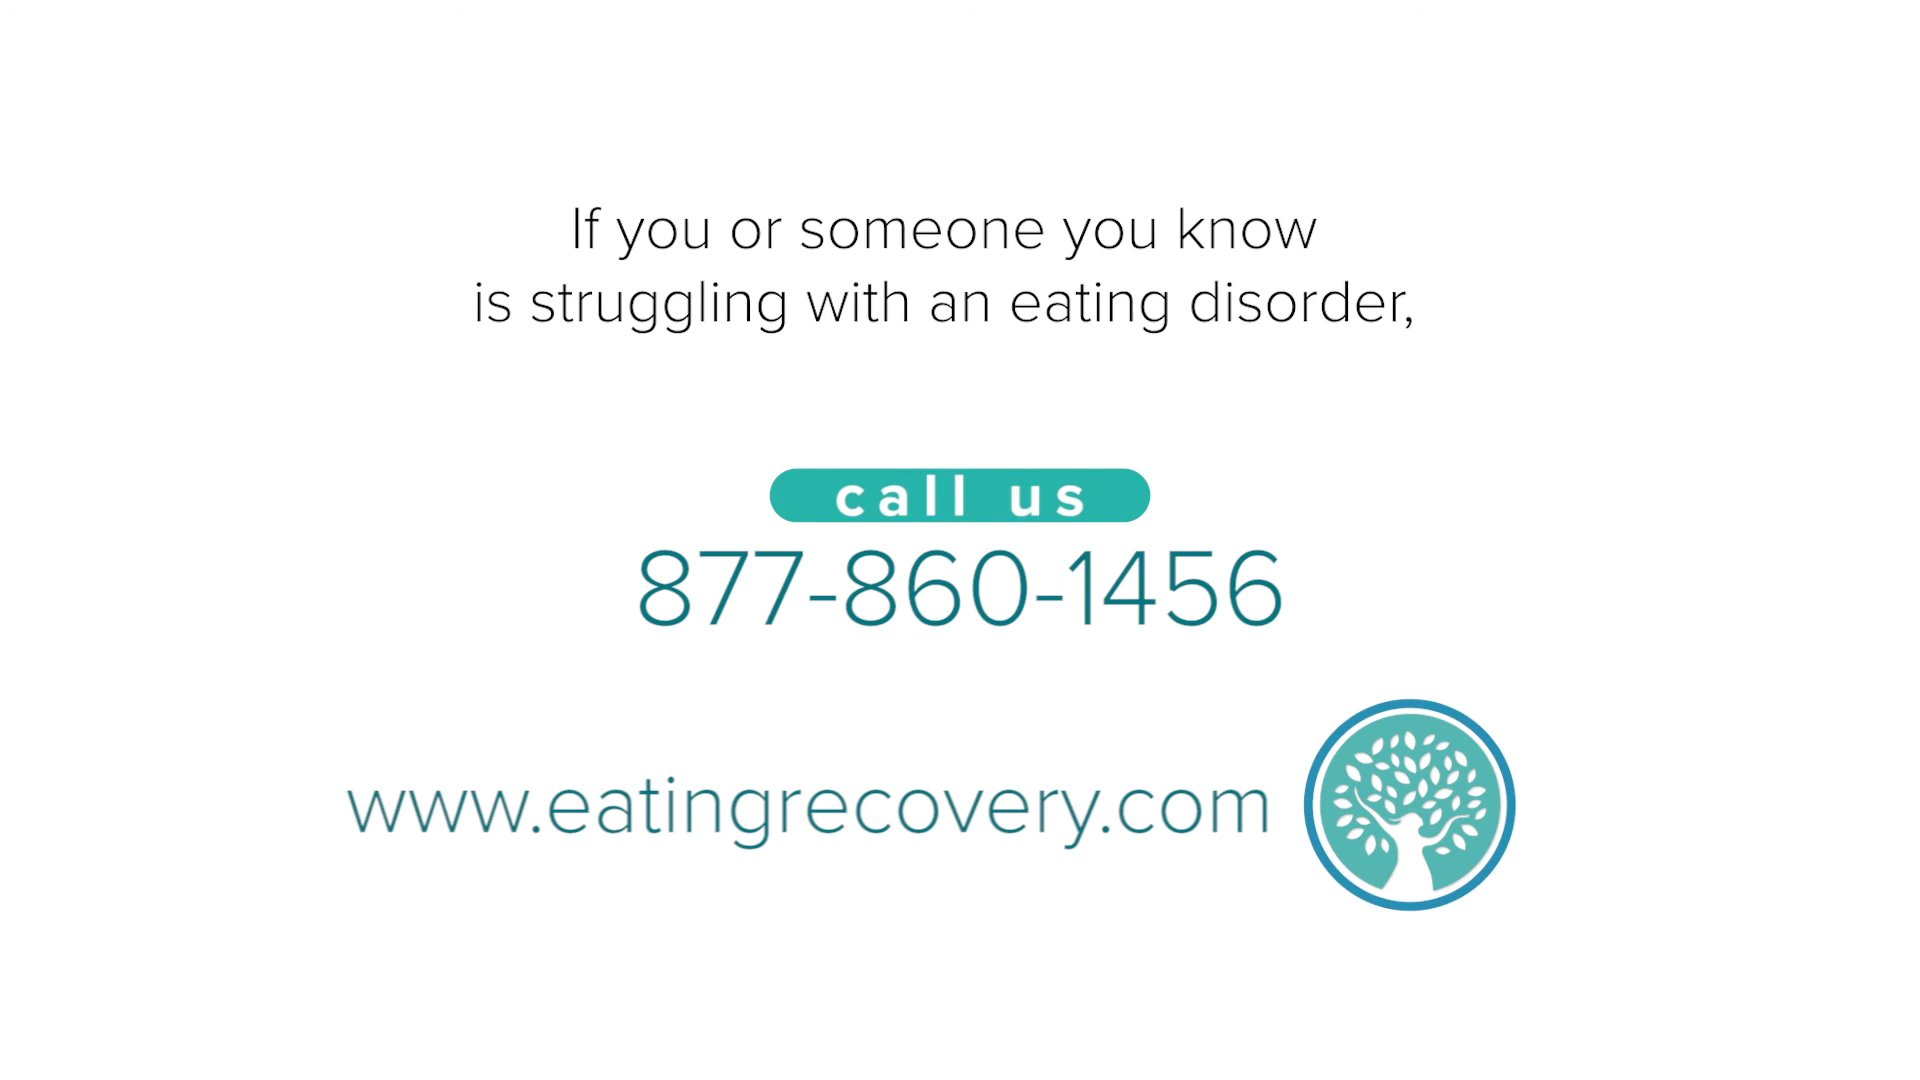 If you or someone you know
is struggling with an eating disorder,
call us
877-860-1456
www.eatingrecovery.com